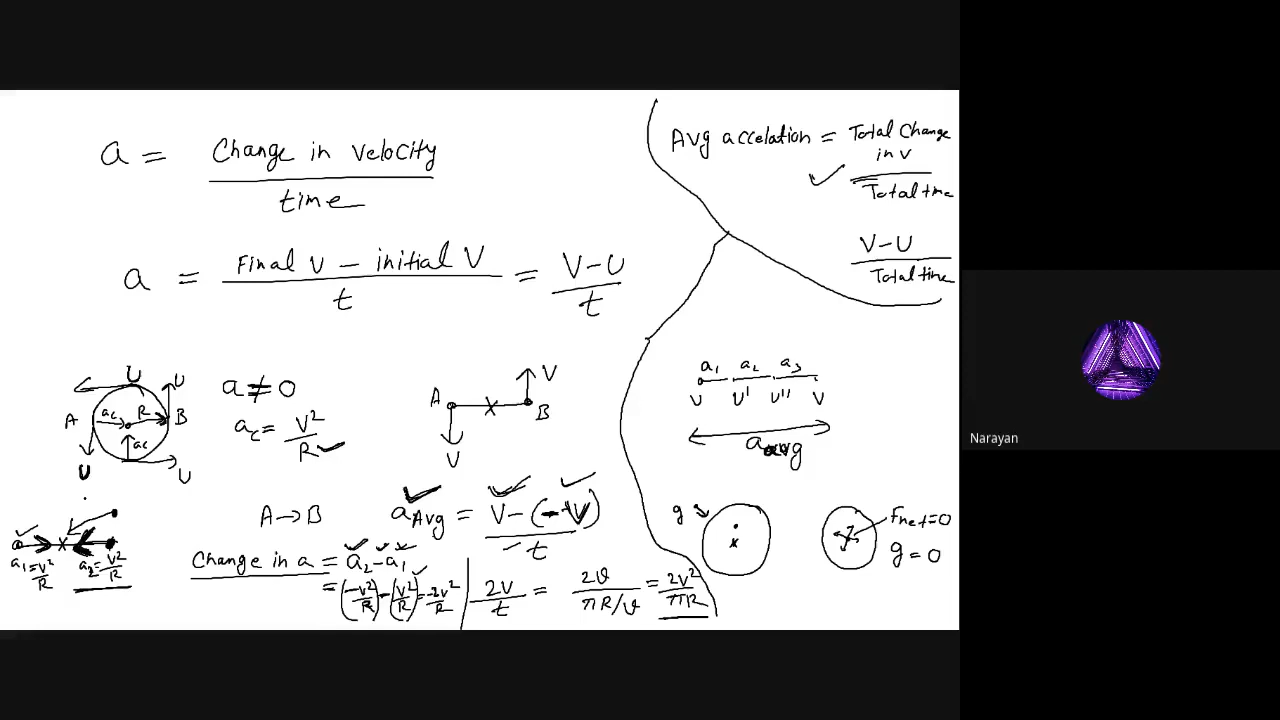 a = Change in velocity / time
a = Final v - initial V / t = V-U / t
Avg accelation = Total Change in v / Total time
V-U / Total time
U
U
A
ac
R
B
ac
U
U
a ≠ 0
ac = V² / R
A
B
V
V
a₁ a₂ a₃
v v' v'' v
g
Fnet=0
g = 0
A → B
aAvg = V-(-V) / t
a₁ = V²/R
a₂ = V²/R
Change in a = a₂-a₁
= (-V²/R) - (V²/R) = -2V²/R
2V / t = 2v / πR/v = 2V² / πR
Narayan